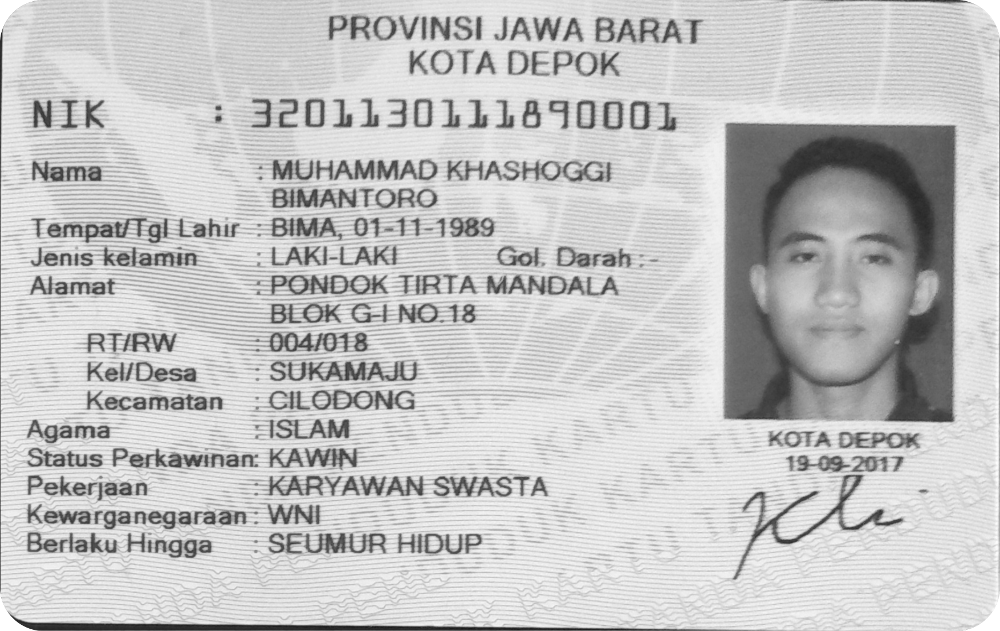 PROVINSI JAWA BARAT
KOTA DEPOK
NIK : 3201130111890001
Nama : MUHAMMAD KHASHOGGI
BIMANTORO
Tempat/Tgl Lahir : BIMA, 01-11-1989
Jenis kelamin : LAKI-LAKI Gol. Darah : -
Alamat : PONDOK TIRTA MANDALA
BLOK G-I NO.18
RT/RW : 004/018
Kel/Desa : SUKAMAJU
Kecamatan : CILODONG
Agama : ISLAM
Status Perkawinan: KAWIN
Pekerjaan : KARYAWAN SWASTA
Kewarganegaraan : WNI
Berlaku Hingga : SEUMUR HIDUP
KOTA DEPOK
19-09-2017